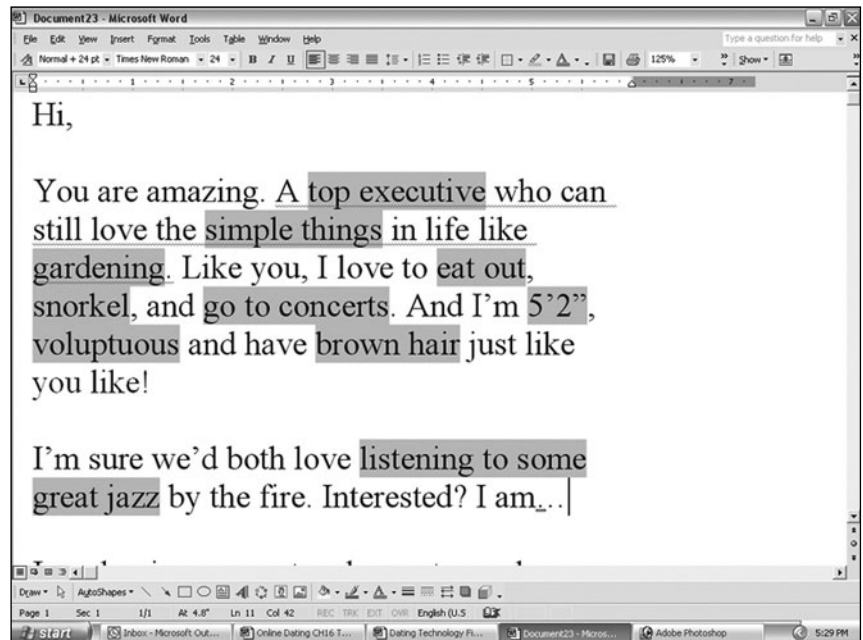 Document23 - Microsoft Word
File Edit View Insert Format Tools Table Window Help Type a question for help
Normal + 24 pt Times New Roman 24 B I U 125% Show
1 2 3 4 5 7
Hi,
You are amazing. A top executive who can
still love the simple things in life like
gardening. Like you, I love to eat out,
snorkel, and go to concerts. And I’m 5’2”,
voluptuous and have brown hair just like
you like!
I’m sure we’d both love listening to some
great jazz by the fire. Interested? I am…
Draw AutoShapes
Page 1 Sec 1 1/1 At 4.8" Ln 11 Col 42 REC TRK EXT OVR English (U.S
start Inbox - Microsoft Out... Online Dating CH16 T... Dating Technology Fi... Document23 - Micros... Adobe Photoshop 5:29 PM